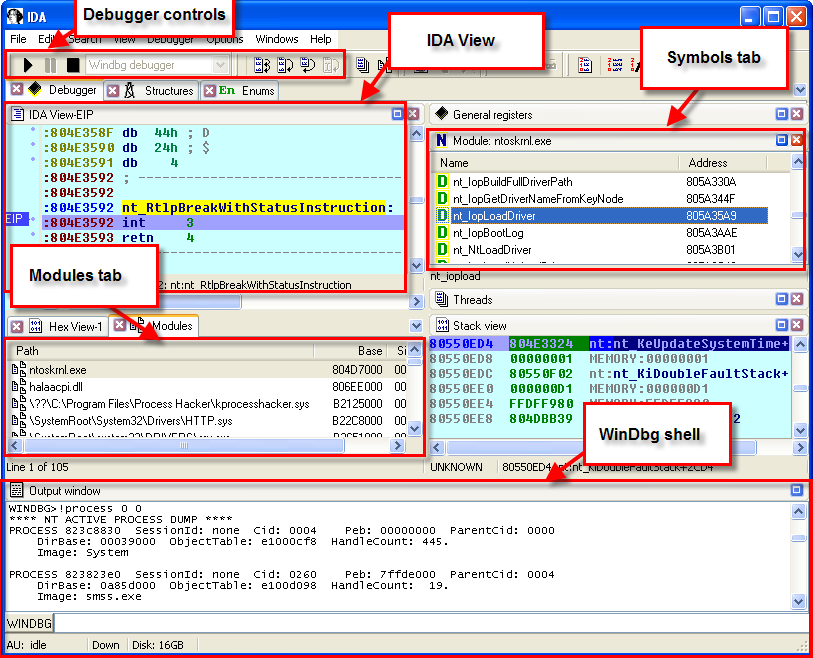 IDA
Debugger controls
File Edit Search View Debugger Options Windows Help
IDA View
Windbg debugger
Symbols tab
Debugger Structures En Enums
IDA View-EIP
General registers
:804E358F db 44h ; D
:804E3590 db 24h ; $
:804E3591 db 4
:804E3592 ; ---------------------------------
:804E3592
:804E3592 nt_RtlpBreakWithStatusInstruction:
EIP :804E3592 int 3
:804E3593 retn 4
Module: ntoskrnl.exe
Name Address
nt_IopBuildFullDriverPath 805A330A
nt_IopGetDriverNameFromKeyNode 805A344F
nt_IopLoadDriver 805A35A9
nt_IopBootLog 805A3AAE
nt_NtLoadDriver 805A3B01
Modules tab
2: nt:nt_RtlpBreakWithStatusInstruction
nt_iopload
Threads
Hex View-1 Modules
Stack view
Path Base Si
ntoskrnl.exe 804D7000 00
halaacpi.dll 806EE000 00
\??\C:\Program Files\Process Hacker\kprocesshacker.sys B2125000 00
\SystemRoot\System32\Drivers\HTTP.sys B22C8000 00
80550ED4 804E3324 nt:nt_KeUpdateSystemTime+
80550ED8 00000001 MEMORY:00000001
80550EDC 80550F02 nt:nt_KiDoubleFaultStack+
80550EE0 000000D1 MEMORY:000000D1
80550EE4 FFDFF980
80550EE8 804DBB39 2
WinDbg shell
Line 1 of 105
UNKNOWN 80550ED4: nt:nt_KiDoubleFaultStack+2CD4
Output window
WINDBG>!process 0 0
**** NT ACTIVE PROCESS DUMP ****
PROCESS 823c8830 SessionId: none Cid: 0004 Peb: 00000000 ParentCid: 0000
DirBase: 00039000 ObjectTable: e1000cf8 HandleCount: 445.
Image: System
PROCESS 823823e0 SessionId: none Cid: 0260 Peb: 7ffde000 ParentCid: 0004
DirBase: 0a85d000 ObjectTable: e100d098 HandleCount: 19.
Image: smss.exe
WINDBG
AU: idle Down Disk: 16GB